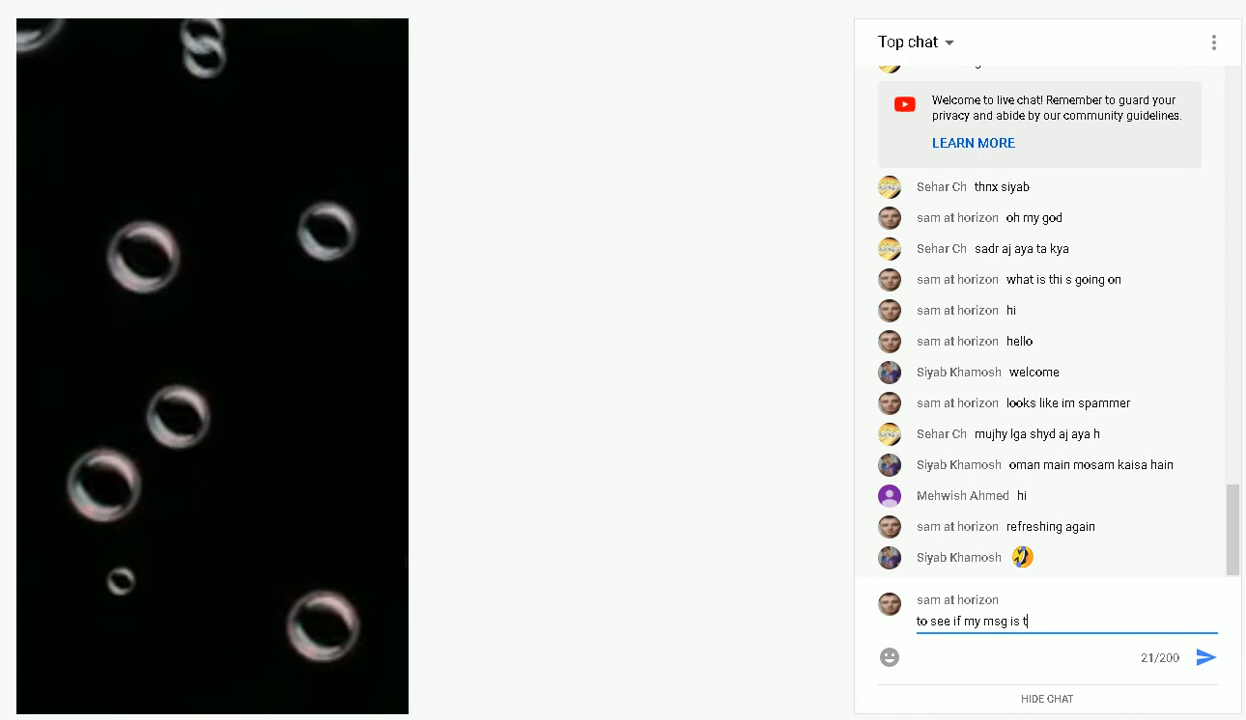 Top chat
Welcome to live chat! Remember to guard your
privacy and abide by our community guidelines.
LEARN MORE
Sehar Ch thnx siyab
sam at horizon oh my god
Sehar Ch sadr aj aya ta kya
sam at horizon what is thi s going on
sam at horizon hi
sam at horizon hello
Siyab Khamosh welcome
sam at horizon looks like im spammer
Sehar Ch mujhy lga shyd aj aya h
Siyab Khamosh oman main mosam kaisa hain
Mehwish Ahmed hi
sam at horizon refreshing again
Siyab Khamosh 🤣
sam at horizon
to see if my msg is t
21/200
HIDE CHAT